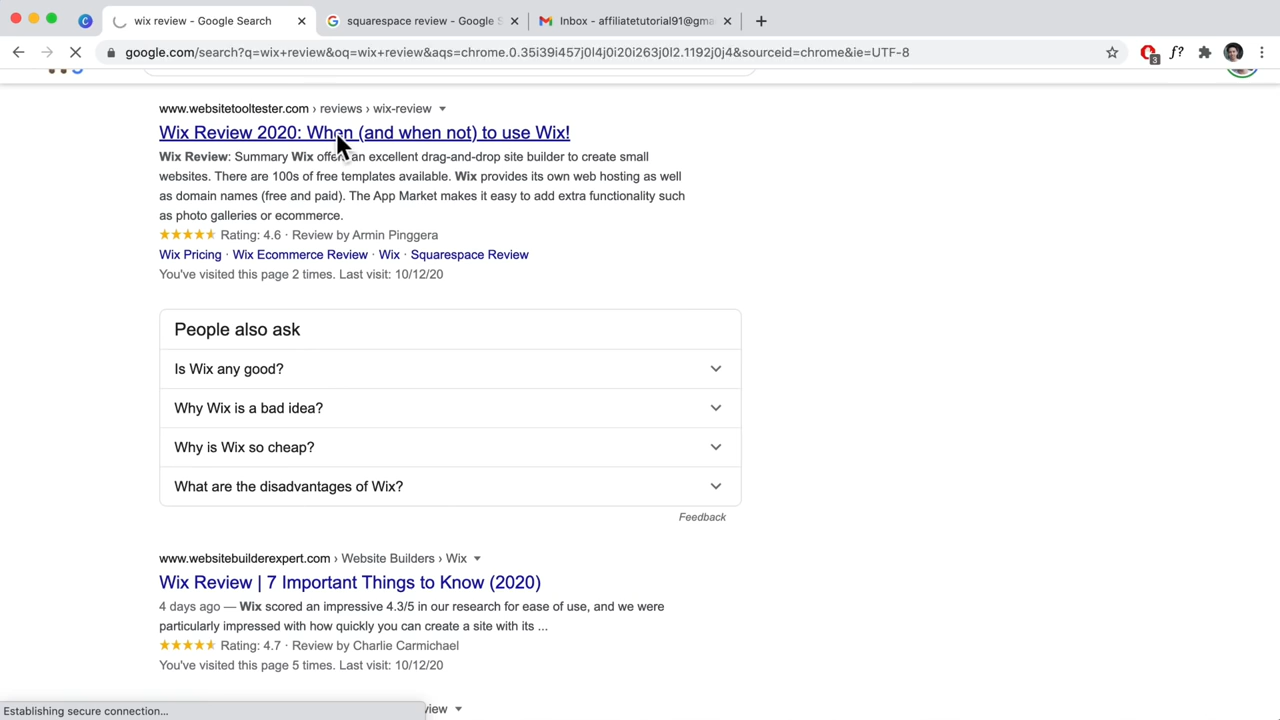 wix review - Google Search
squarespace review - Google S
Inbox - affiliatetutorial91@gma
google.com/search?q=wix+review&oq=wix+review&aqs=chrome.0.35i39i457j0l4j0i20i263j0l2.1192j0j4&sourceid=chrome&ie=UTF-8
3
f?
www.websitetooltester.com › reviews › wix-review
Wix Review 2020: When (and when not) to use Wix!
Wix Review: Summary Wix offers an excellent drag-and-drop site builder to create small
websites. There are 100s of free templates available. Wix provides its own web hosting as well
as domain names (free and paid). The App Market makes it easy to add extra functionality such
as photo galleries or ecommerce.
Rating: 4.6 · Review by Armin Pinggera
Wix Pricing · Wix Ecommerce Review · Wix · Squarespace Review
You've visited this page 2 times. Last visit: 10/12/20
People also ask
Is Wix any good?
Why Wix is a bad idea?
Why is Wix so cheap?
What are the disadvantages of Wix?
Feedback
www.websitebuilderexpert.com › Website Builders › Wix
Wix Review | 7 Important Things to Know (2020)
4 days ago — Wix scored an impressive 4.3/5 in our research for ease of use, and we were
particularly impressed with how quickly you can create a site with its ...
Rating: 4.7 · Review by Charlie Carmichael
You've visited this page 5 times. Last visit: 10/12/20
Establishing secure connection...